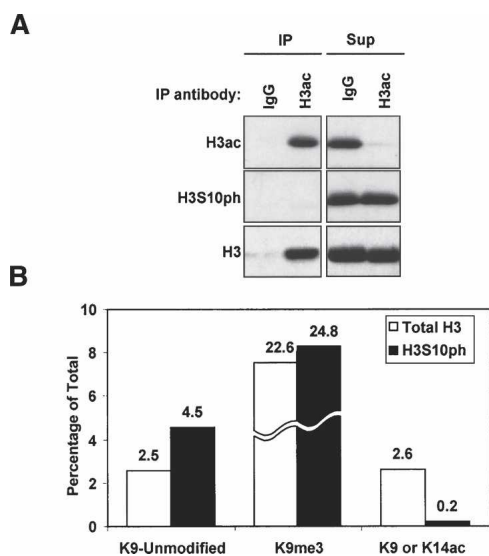 A
IP Sup
IP antibody: IgG H3ac IgG H3ac
H3ac
H3S10ph
H3
B
10
8
6
4
2
0
Percentage of Total
Total H3
H3S10ph
2.5
4.5
22.6
24.8
2.6
0.2
K9-Unmodified K9me3 K9 or K14ac